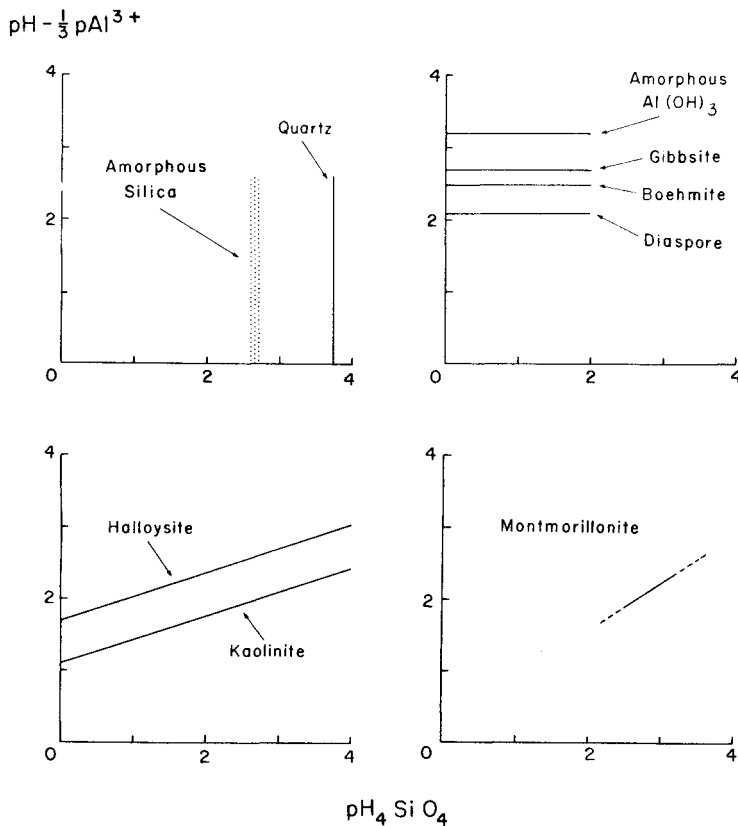 pH - 1/3 pAl3+
4
2
0
2
4
Amorphous
Silica
Quartz
4
2
0
2
4
Amorphous
Al (OH)3
Gibbsite
Boehmite
Diaspore
4
2
0
2
4
Halloysite
Kaolinite
4
2
0
2
4
Montmorillonite
pH4 SiO4